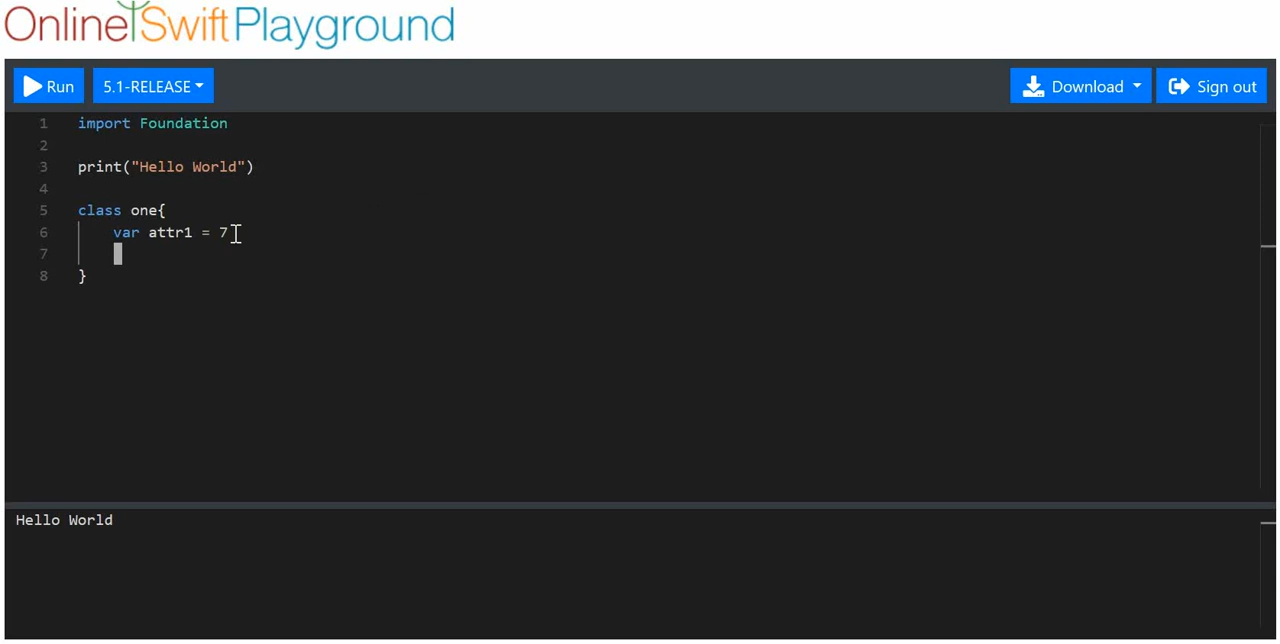 Online Swift Playground
Run 5.1-RELEASE Download Sign out
1 import Foundation
2
3 print("Hello World")
4
5 class one{
6 var attr1 = 7
7
8 }
Hello World